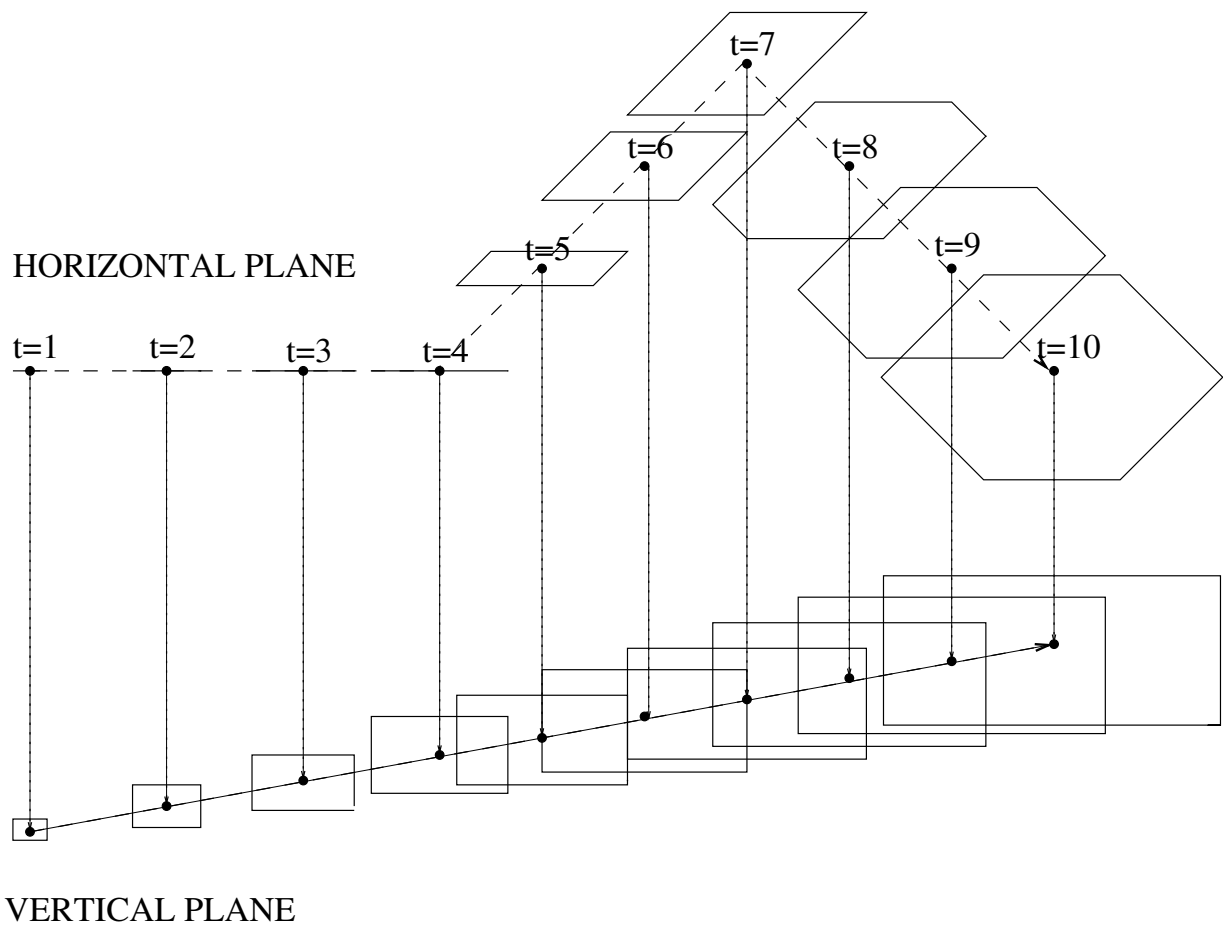 t=7
t=6
t=8
t=5
t=9
HORIZONTAL PLANE
t=1
t=2
t=3
t=4
t=10
VERTICAL PLANE